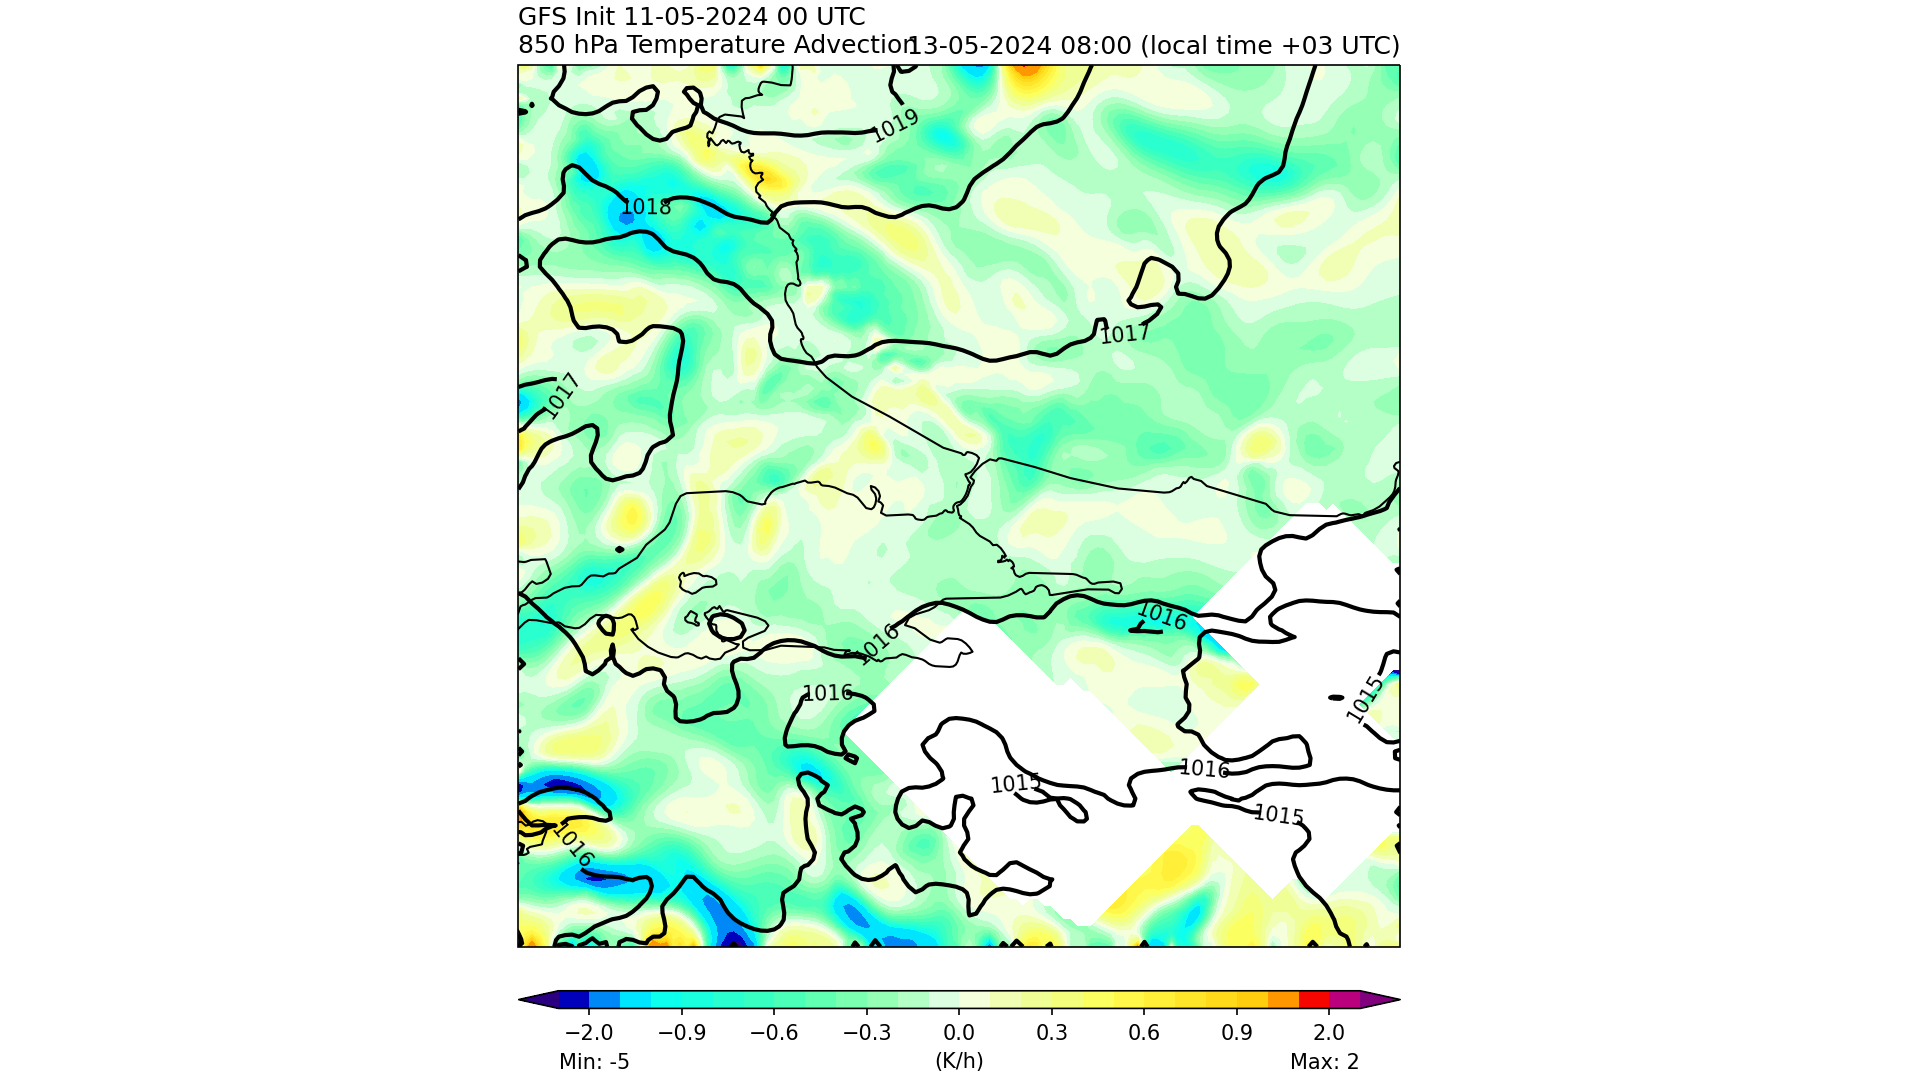 GFS Init 11-05-2024 00 UTC
850 hPa Temperature Advection
13-05-2024 08:00 (local time +03 UTC)
1019
1018
1017
1017
1016
1016
1016
1015
1016
1015
1015
1016
−2.0 −0.9 −0.6 −0.3 0.0 0.3 0.6 0.9 2.0
Min: -5 (K/h) Max: 2